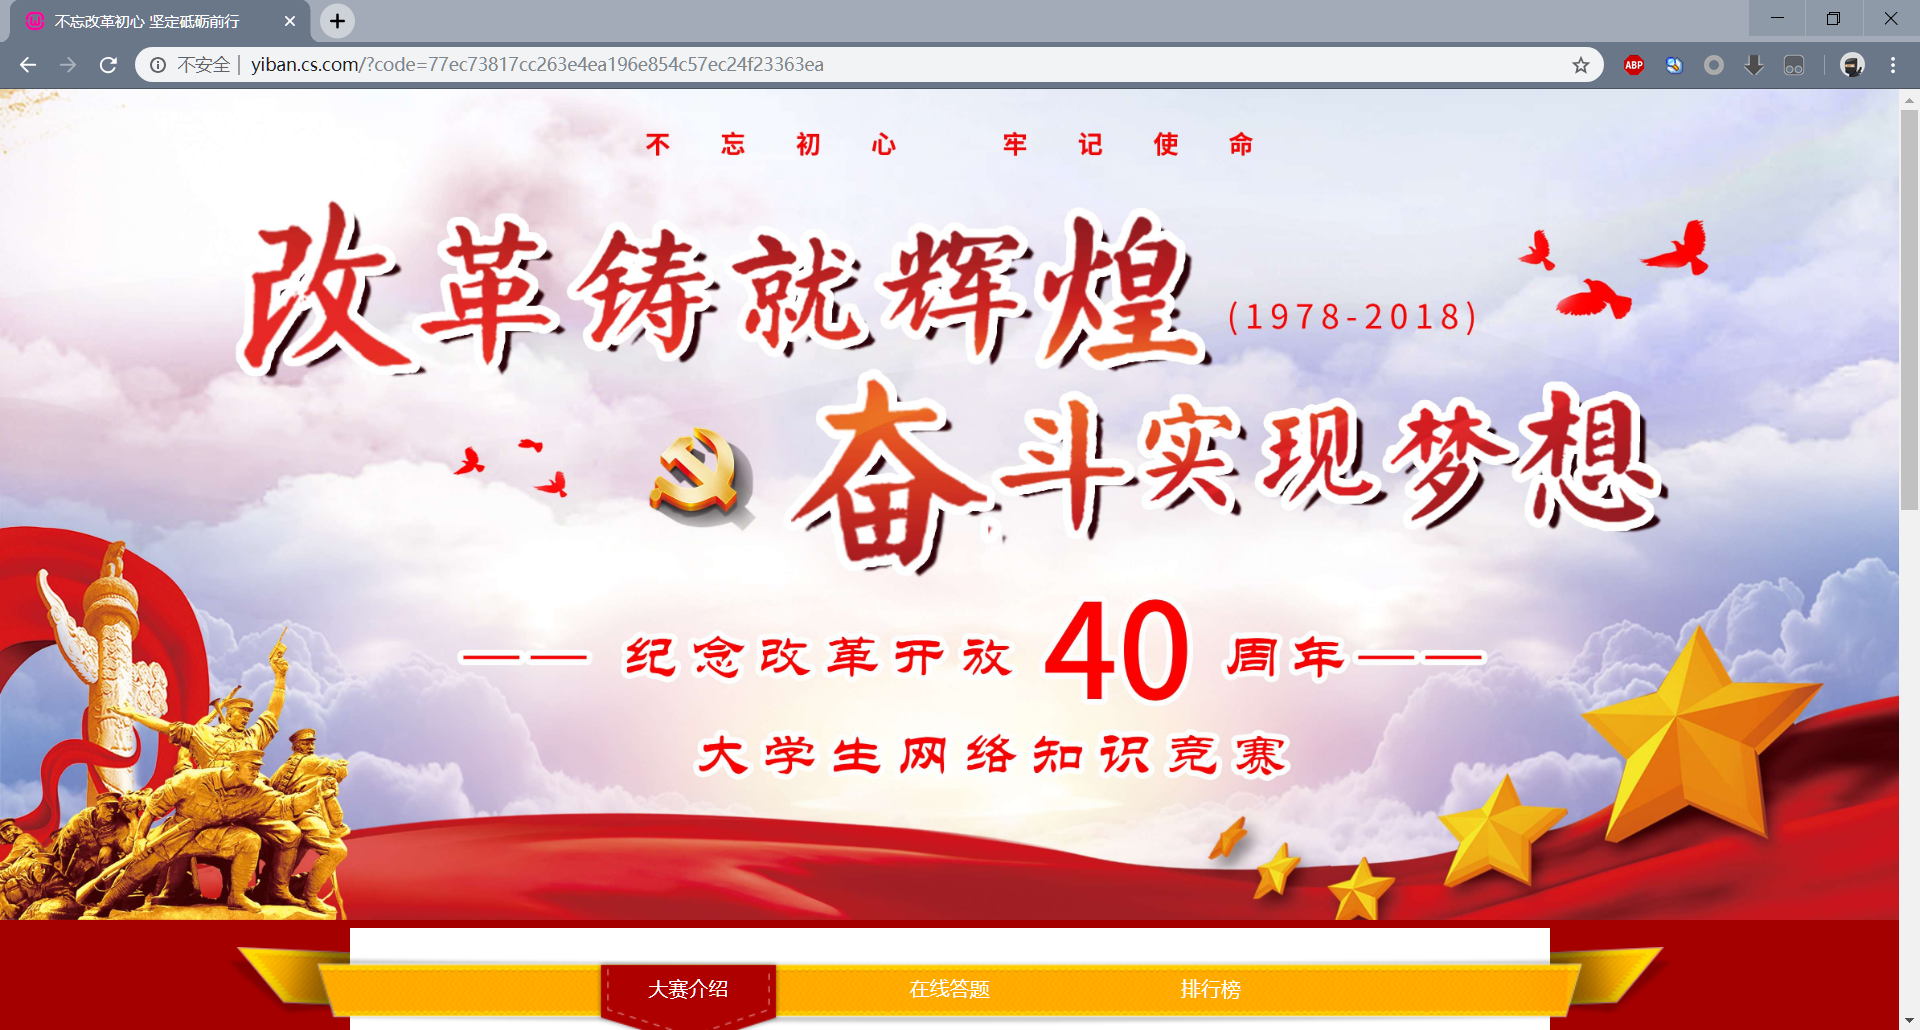 不忘改革初心 坚定砥砺前行
不安全 | yiban.cs.com/?code=77ec73817cc263e4ea196e854c57ec24f23363ea
ABP
不忘初心 牢记使命
改革铸就辉煌
(1978-2018)
奋斗实现梦想
—— 纪念改革开放 40 周年 ——
大学生网络知识竞赛
大赛介绍 在线答题 排行榜